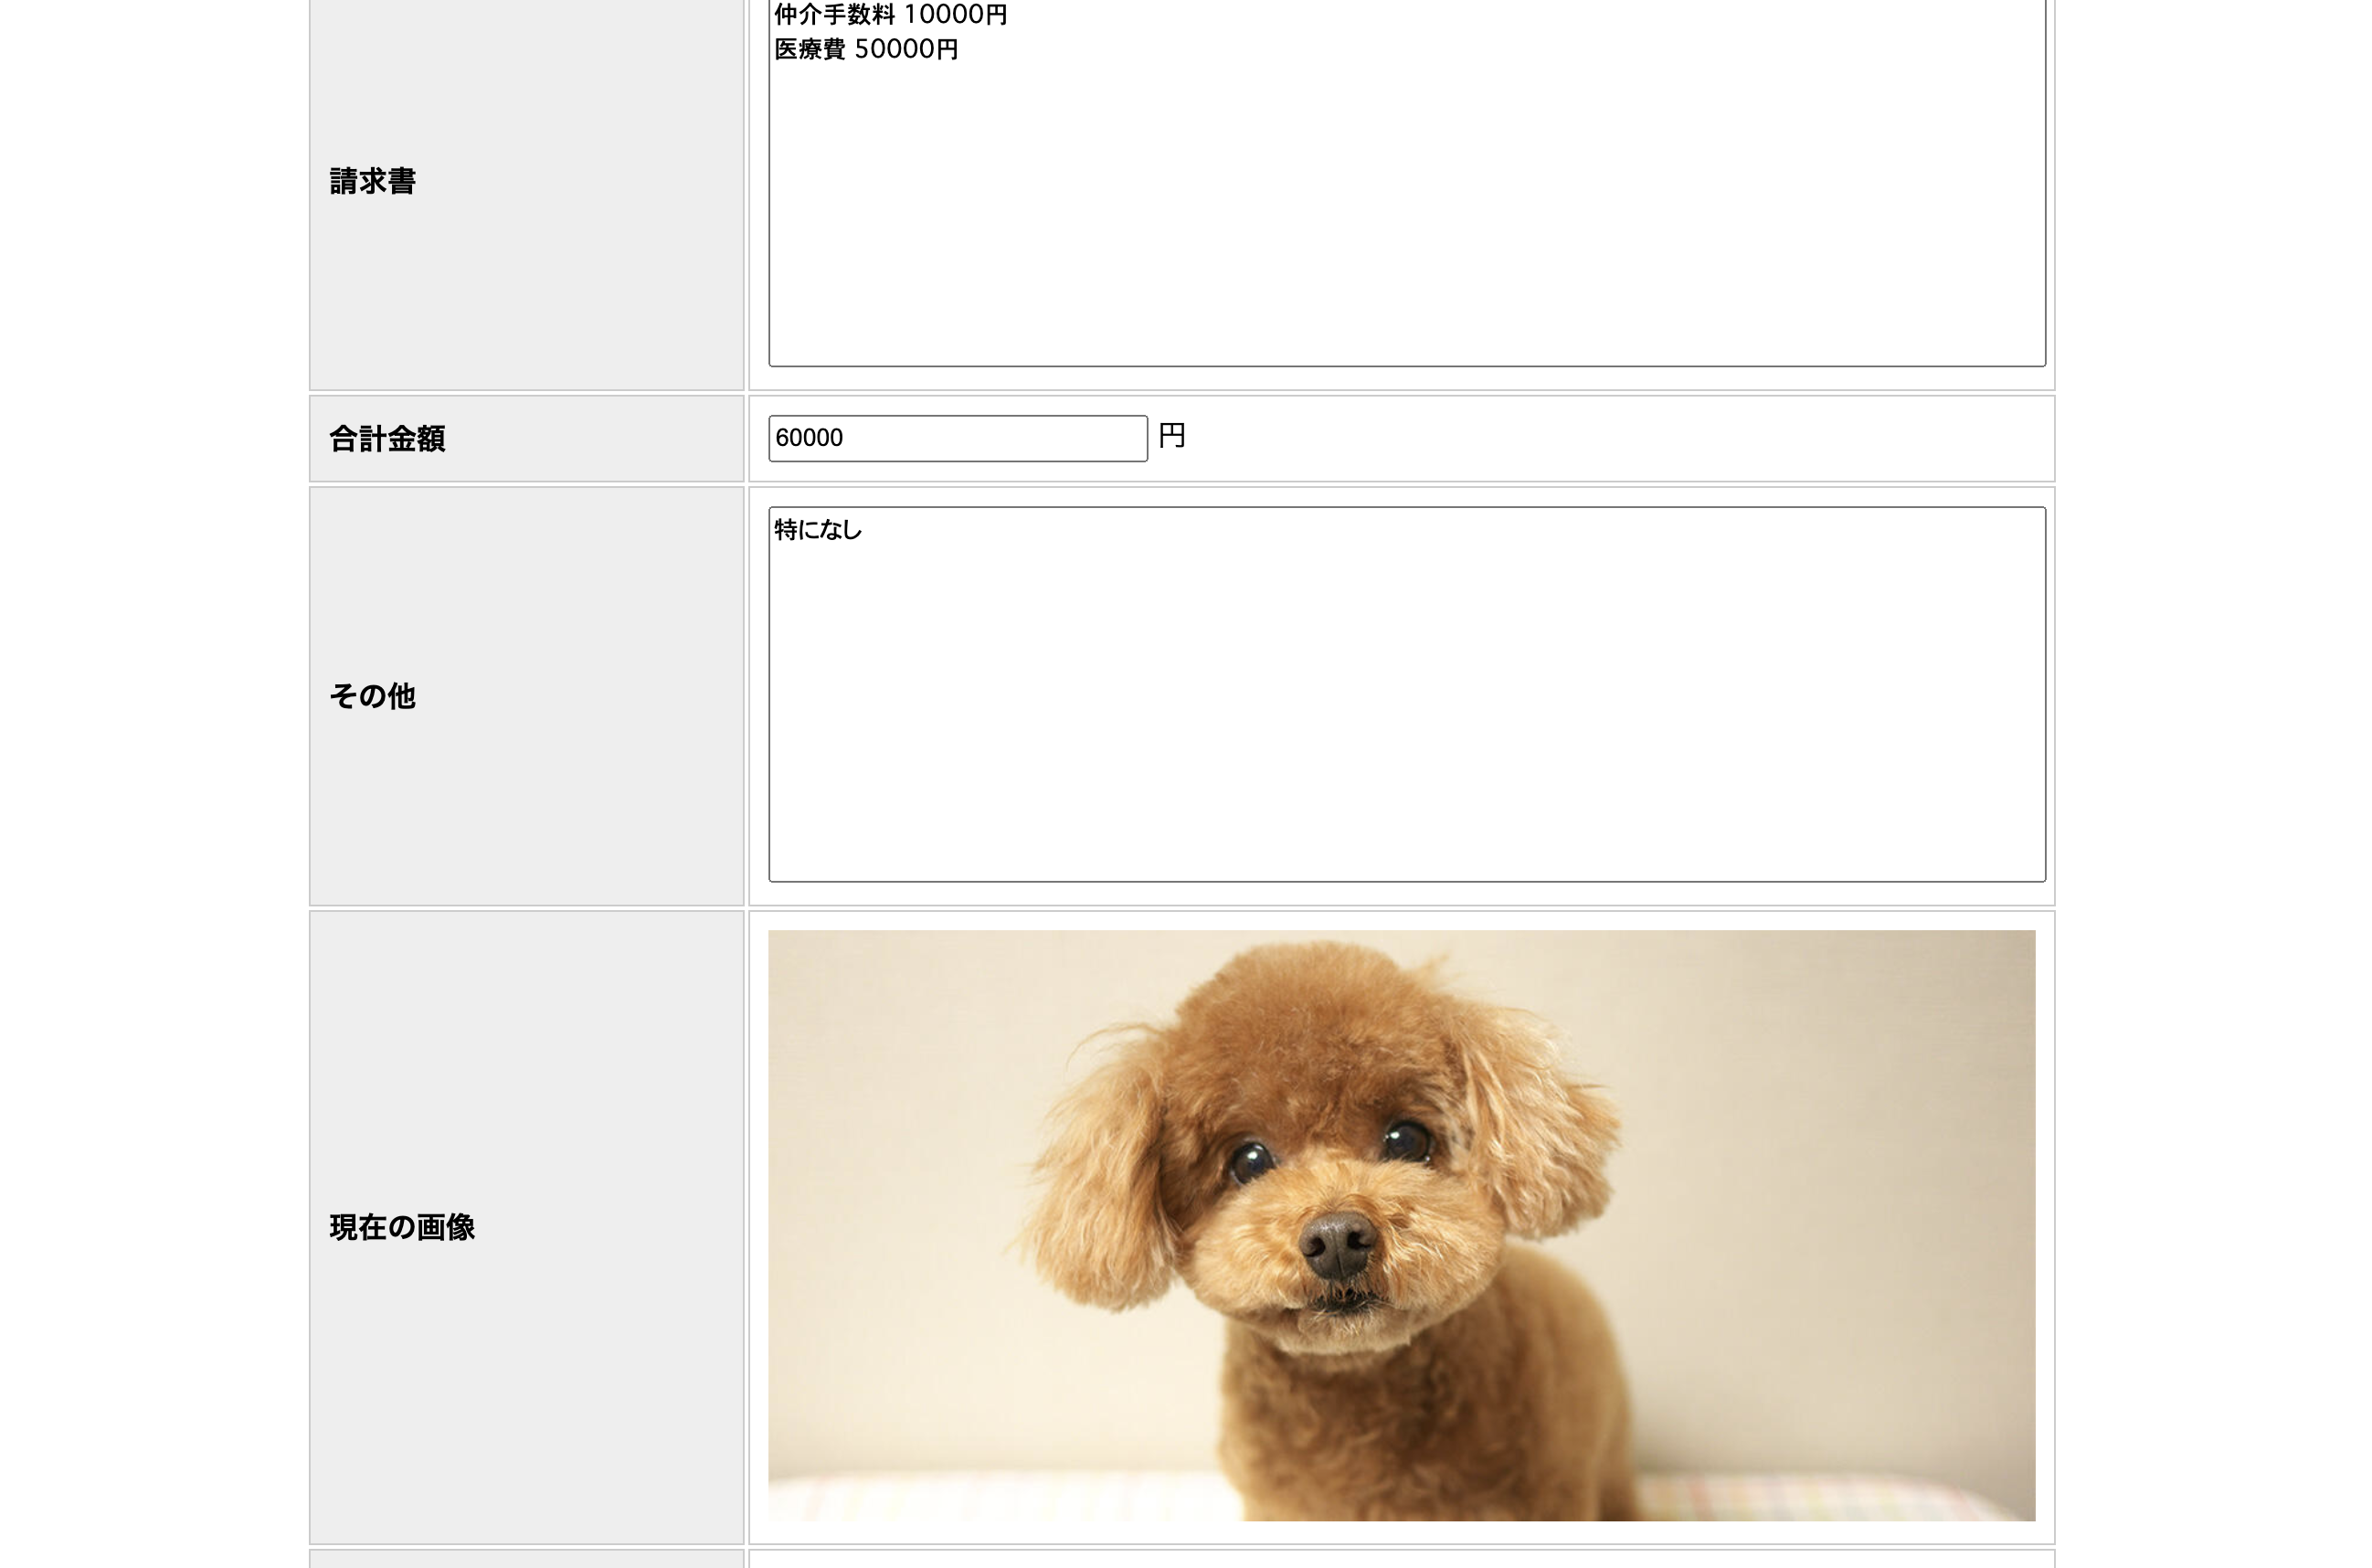 仲介手数料 10000円
医療費 50000円
請求書
合計金額
60000 円
その他
特になし
現在の画像